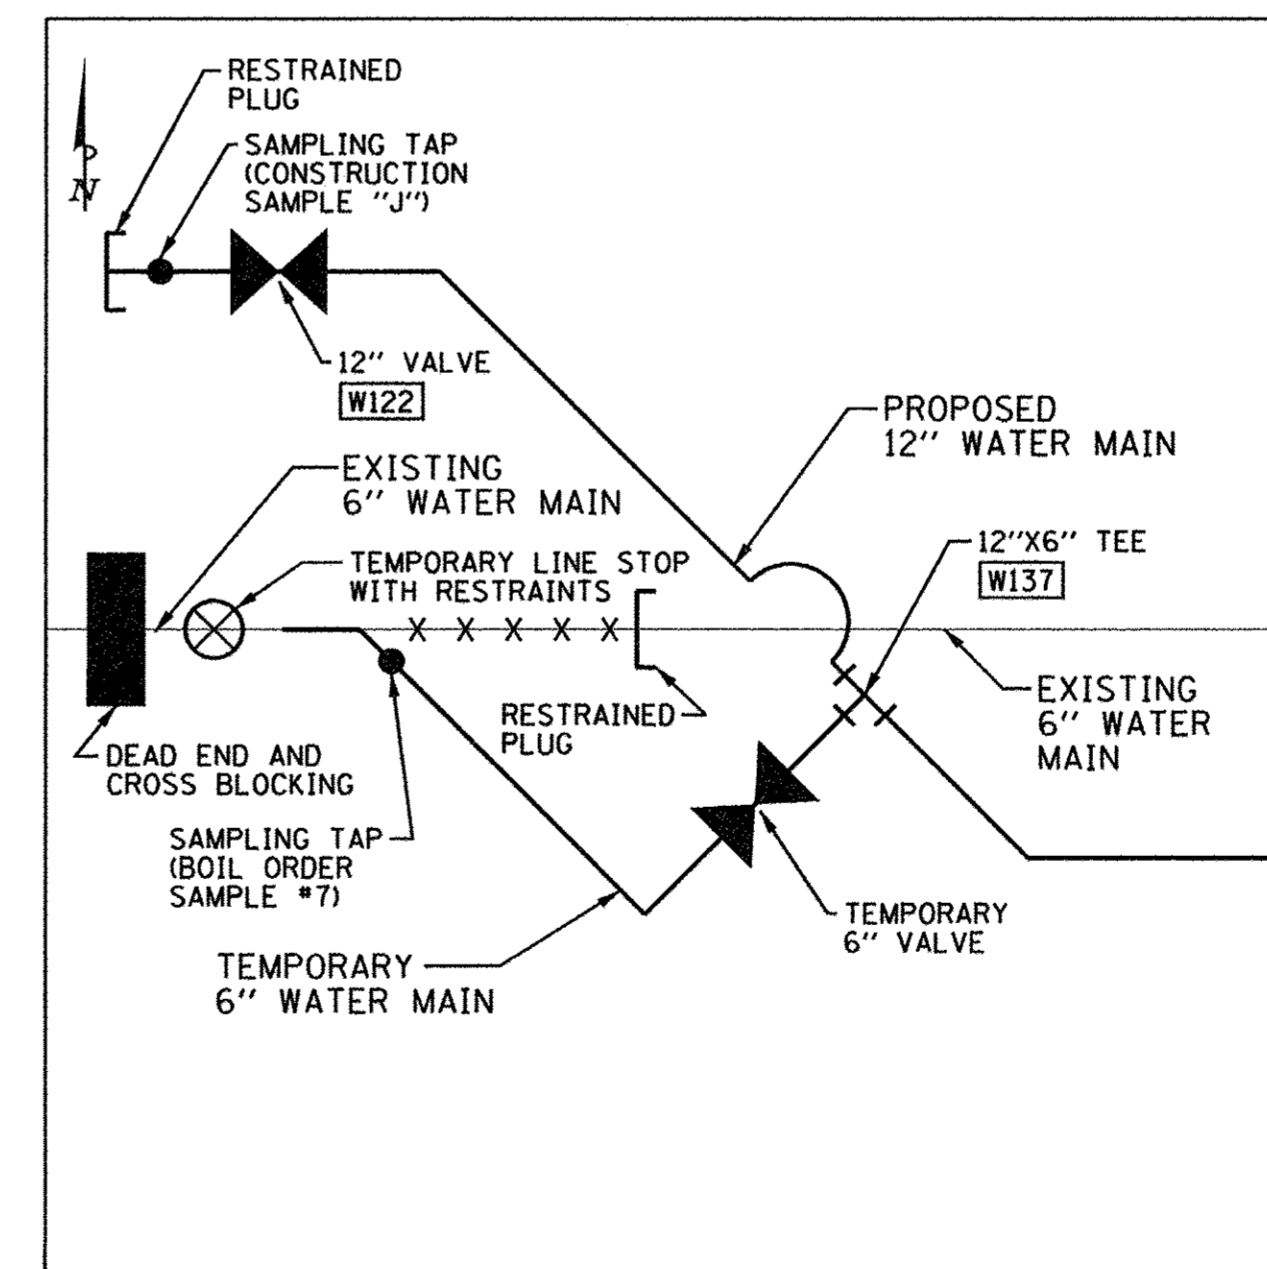 RESTRAINED
PLUG
SAMPLING TAP
(CONSTRUCTION
SAMPLE "J")
P
N
12" VALVE
W122
PROPOSED
12" WATER MAIN
EXISTING
6" WATER MAIN
TEMPORARY LINE STOP
WITH RESTRAINTS
12"X6" TEE
W137
X X X X X
EXISTING
6" WATER
MAIN
RESTRAINED
PLUG
DEAD END AND
CROSS BLOCKING
SAMPLING TAP
(BOIL ORDER
SAMPLE #7)
TEMPORARY
6" VALVE
TEMPORARY
6" WATER MAIN